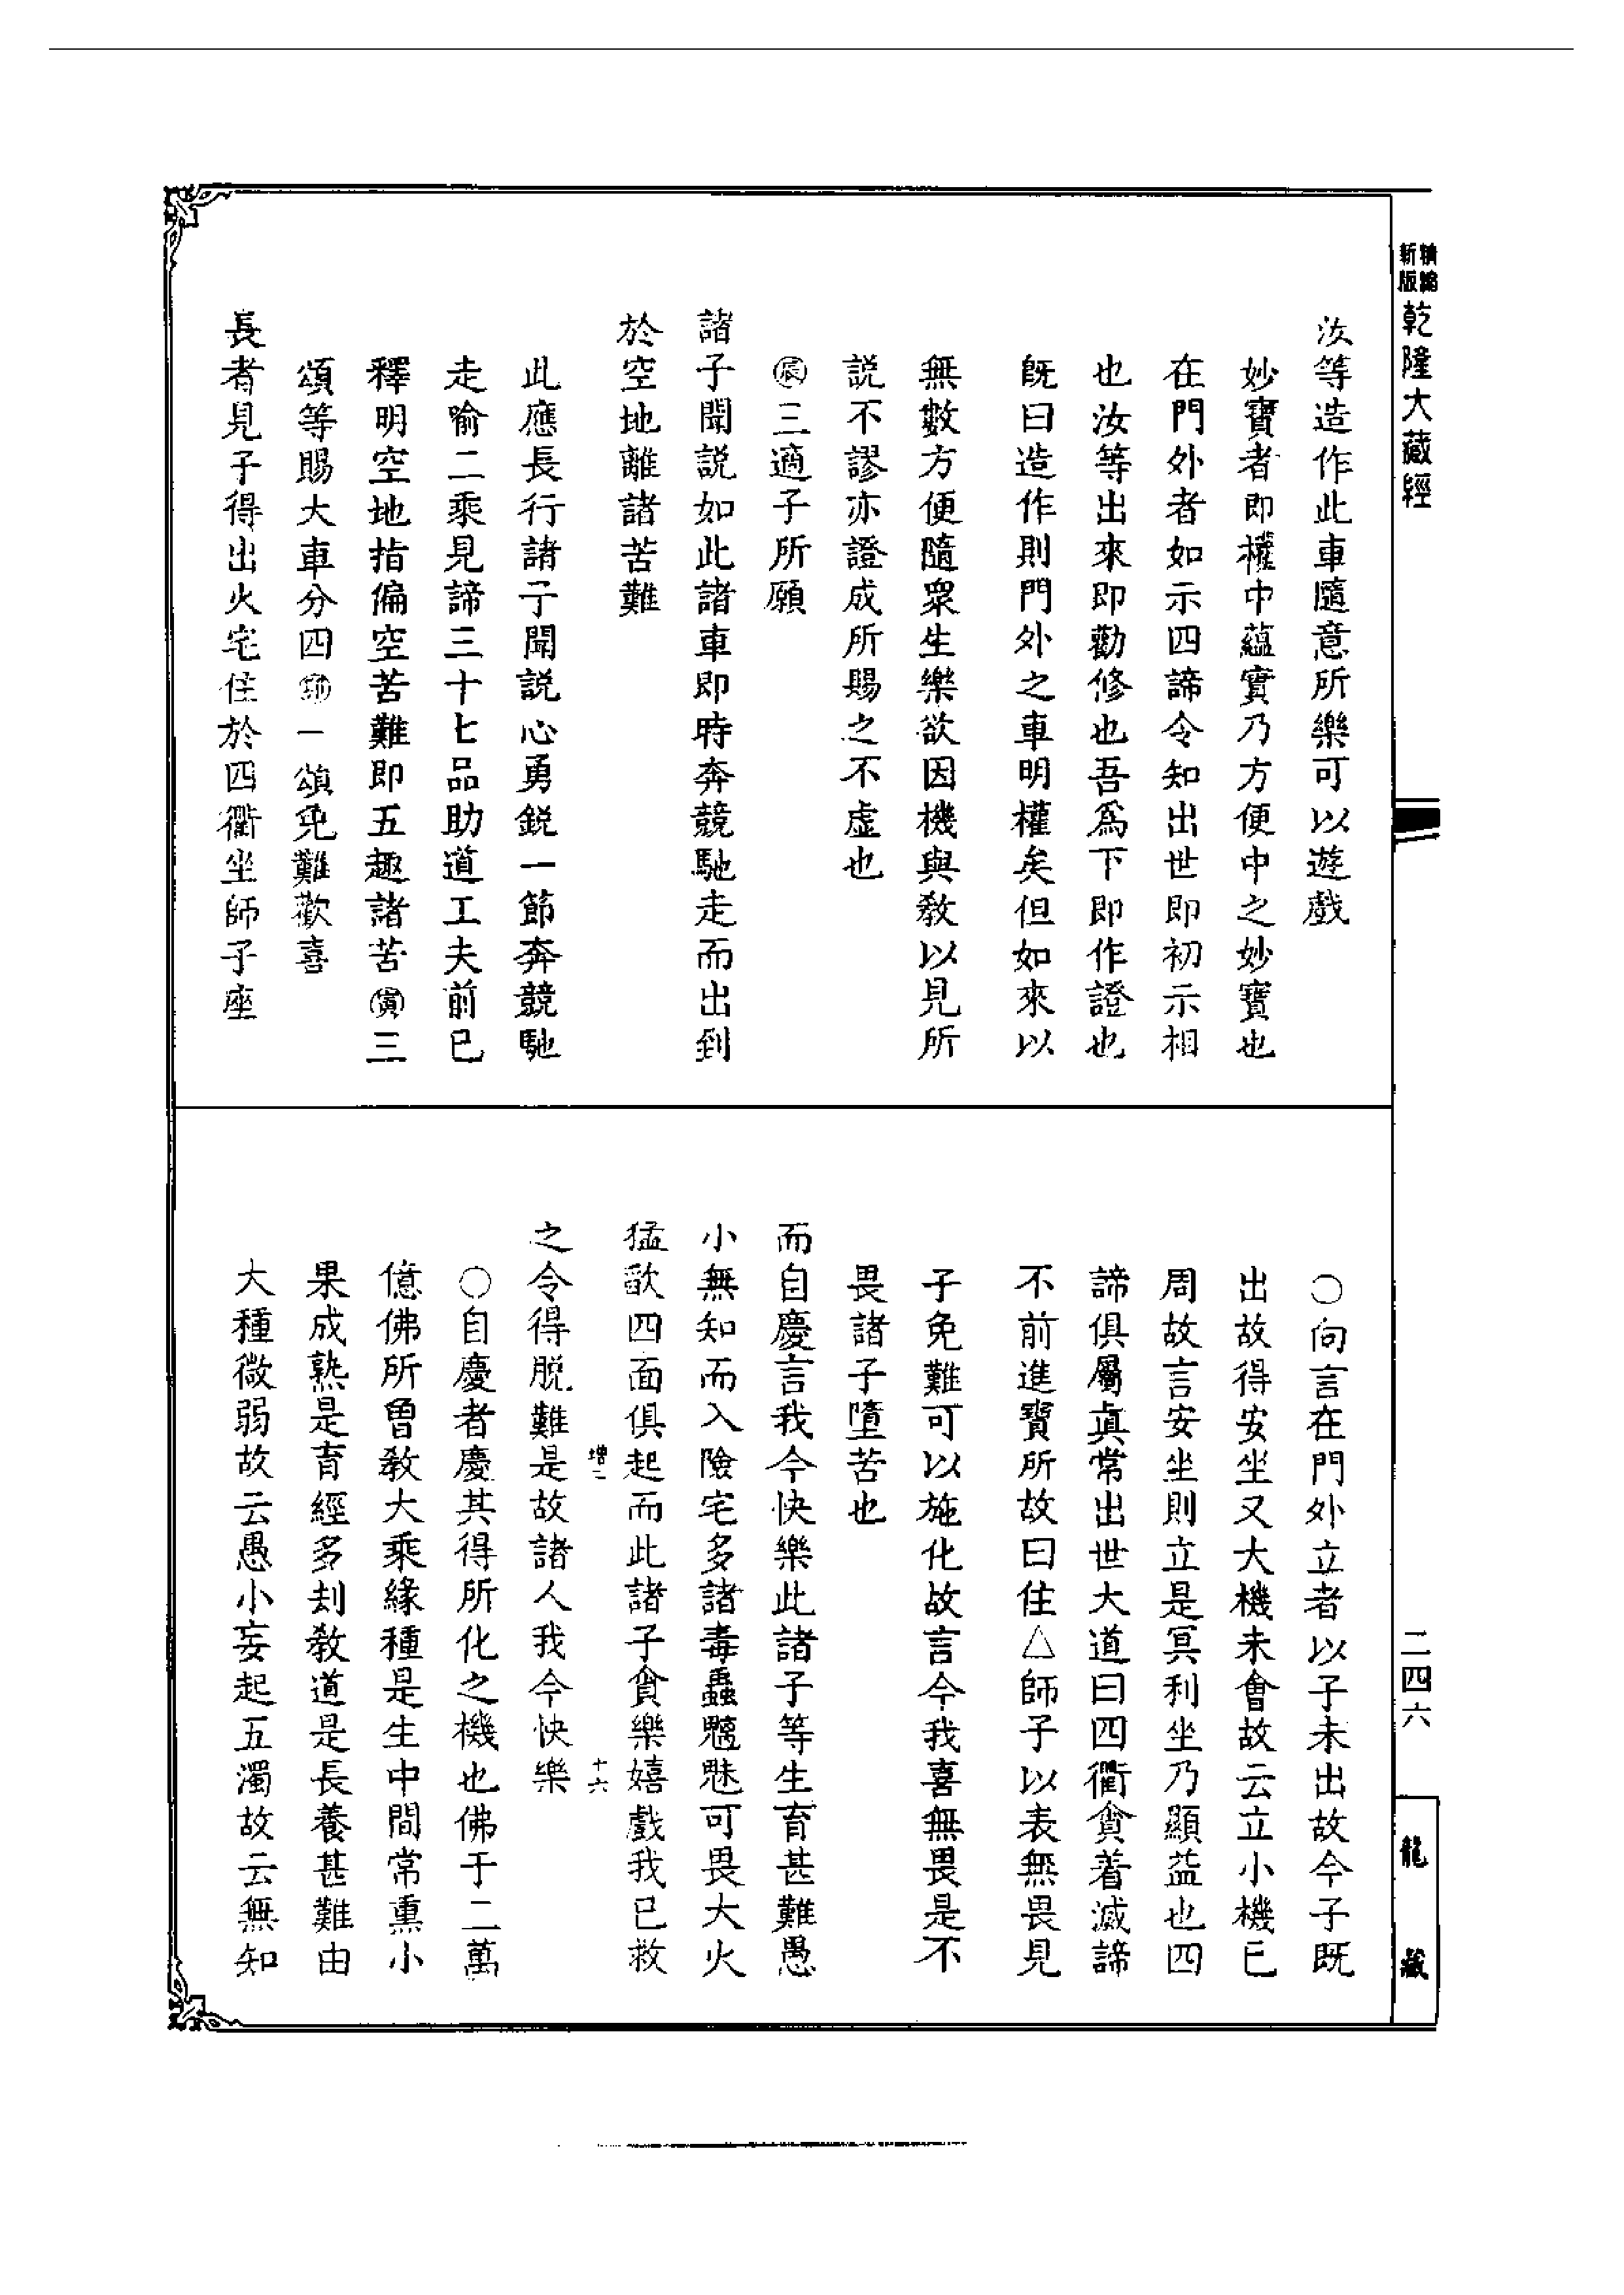 新編
縮版
乾隆大藏經
二四六
龍藏
汝等造作此車隨意所樂可以遊戲
妙寶者即權中蘊實乃方便中之妙寶也
在門外者如示四諦令知出世即初示相
也汝等出來即勸修也吾爲下即作證也
旣曰造作則門外之車明權矣但如來以
無數方便隨衆生樂欲因機與敎以見所
説不謬亦證成所賜之不虛也
㊀三適子所願
諸子聞説如此諸車即時奔競馳走而出到
於空地離諸苦難
此應長行諸子聞説心勇銳一節奔競馳
走喻二乘見諦三十七品助道工夫前已
釋明空地指偏空苦難即五趣諸苦寅三
頌等賜大車分四卯一頌免難歡喜
長者見子得出火宅住於四衢坐師子座
○向言在門外立者以子未出故今子既
出故得安坐又大機未會故云立小機已
周故言安坐則立是冥利坐乃顯益也四
諦俱屬眞常出世大道曰四衢貪着滅諦
不前進寶所故曰住△師子以表無畏見
子免難可以施化故言今我喜無畏是不
畏諸子墮苦也
而自慶言我今快樂此諸子等生育甚難愚
小無知而入險宅多諸毒蟲魑魅可畏大火
猛歘四面俱起而此諸子貪樂嬉戲我已救
增二 十六
之令得脱難是故諸人我今快樂
○自慶者慶其得所化之機也佛于二萬
億佛所曾敎大乘緣種是生中間常熏小
果成熟是育經多刦敎道是長養甚難由
大種微弱故云愚小妄起五濁故云無知